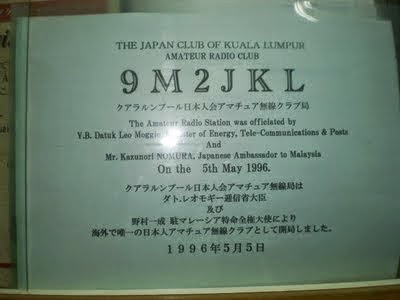 THE JAPAN CLUB OF KUALA LUMPUR
AMATEUR RADIO CLUB
9M2JKL
クアラルンプール日本人会アマチュア無線クラブ局
The Amateur Radio Station was officiated by
Y.B. Datuk Leo Moggie, Minister of Energy, Tele-Communications & Posts
And
Mr. Kazunori NOMURA, Japanese Ambassador to Malaysia
On the 5th May 1996.
クアラルンプール日本人会アマチュア無線局は
ダト.レオモギー通信省大臣
及び
野村一成 駐マレーシア特命全権大使により
海外で唯一の日本人アマチュア無線クラブとして開局しました。
1996年5月5日